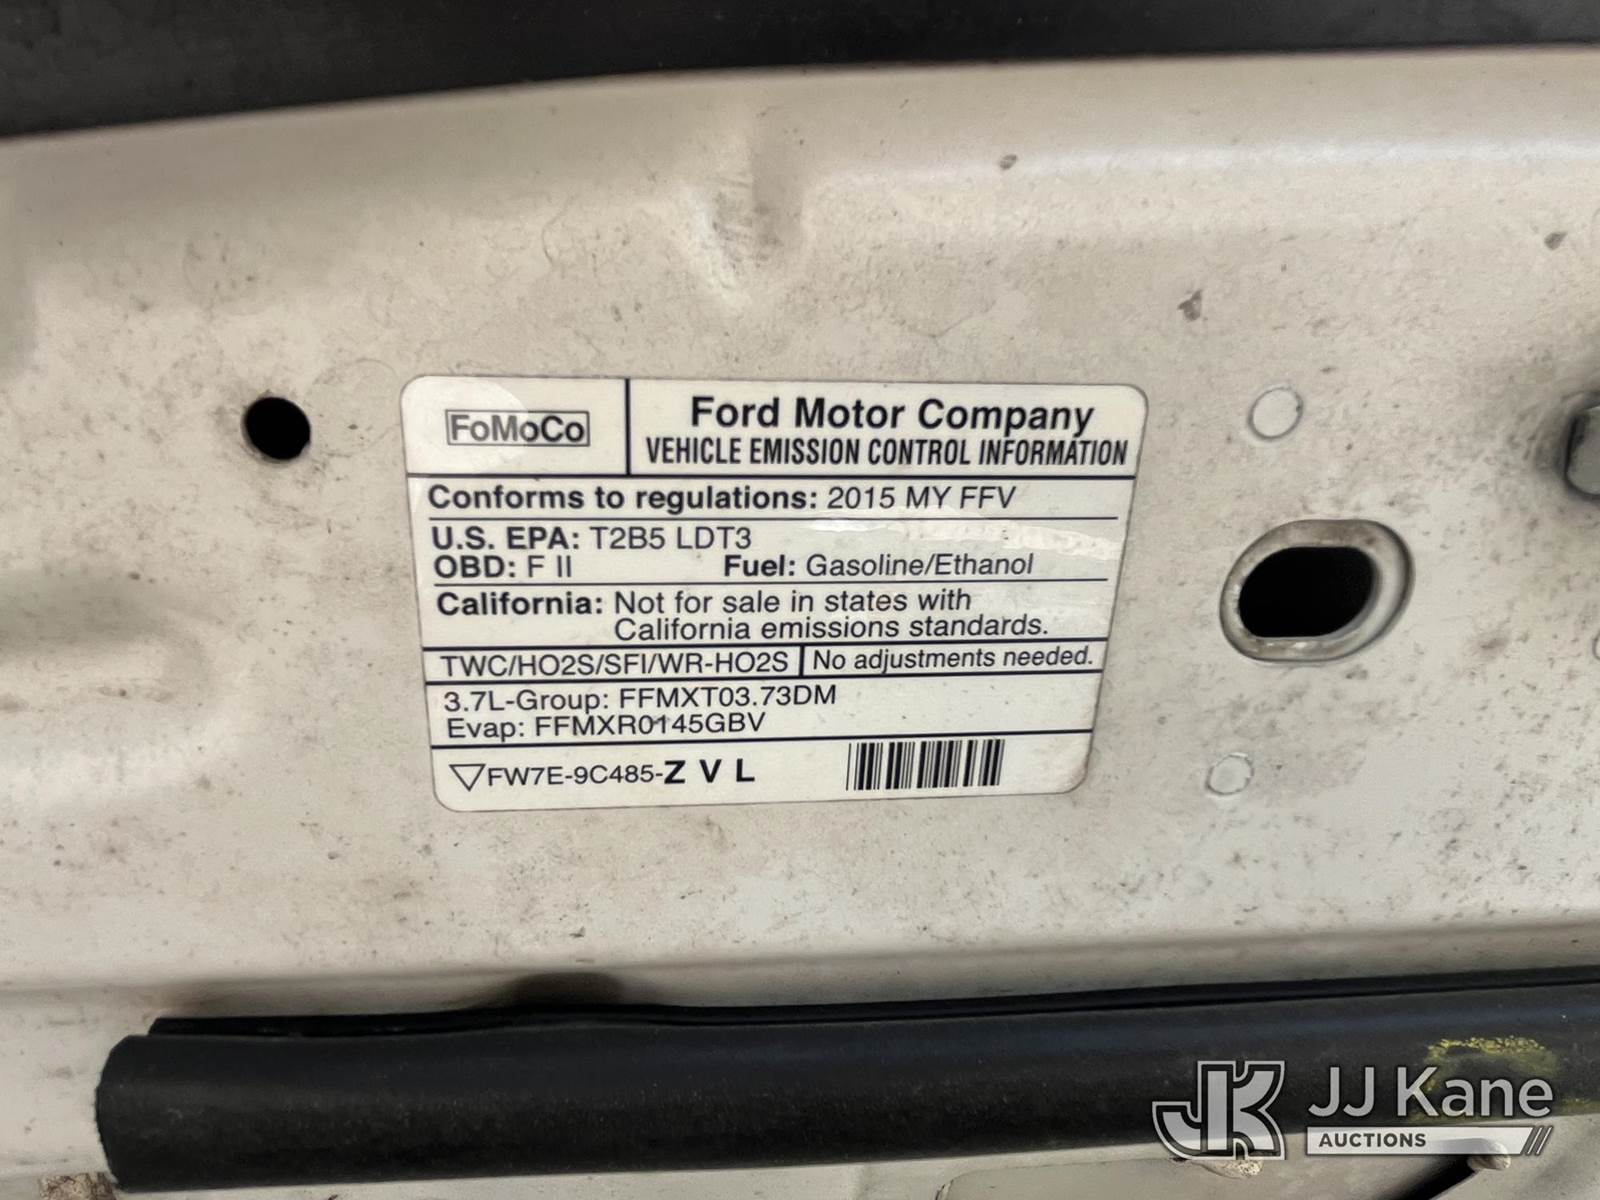 FoMoCo
Ford Motor Company
VEHICLE EMISSION CONTROL INFORMATION
Conforms to regulations: 2015 MY FFV
U.S. EPA: T2B5 LDT3
OBD: F II Fuel: Gasoline/Ethanol
California: Not for sale in states with
California emissions standards.
TWC/HO2S/SFI/WR-HO2S No adjustments needed.
3.7L-Group: FFMXT03.73DM
Evap: FFMXR0145GBV
FW7E-9C485-Z V L
JK JJ Kane
AUCTIONS